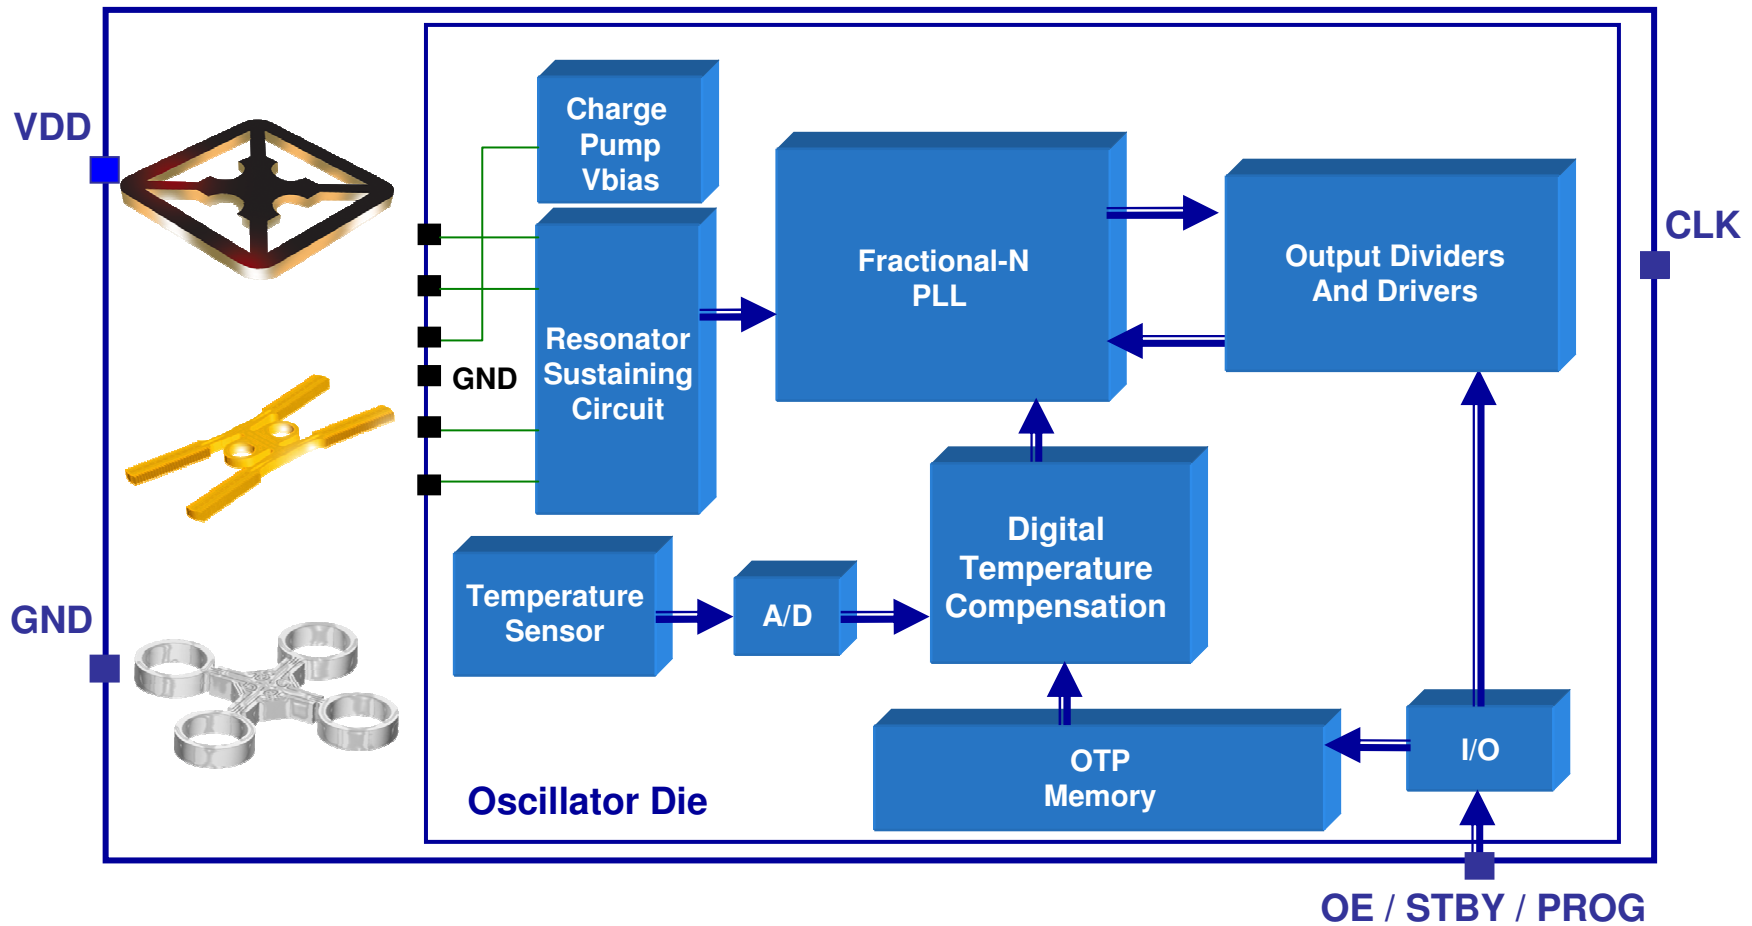 VDD
Charge
Pump
Vbias
CLK
Fractional-N
PLL
Output Dividers
And Drivers
Resonator
Sustaining
Circuit
GND
Digital
Temperature
Compensation
Temperature
Sensor
A/D
GND
OTP
Memory
I/O
Oscillator Die
OE / STBY / PROG